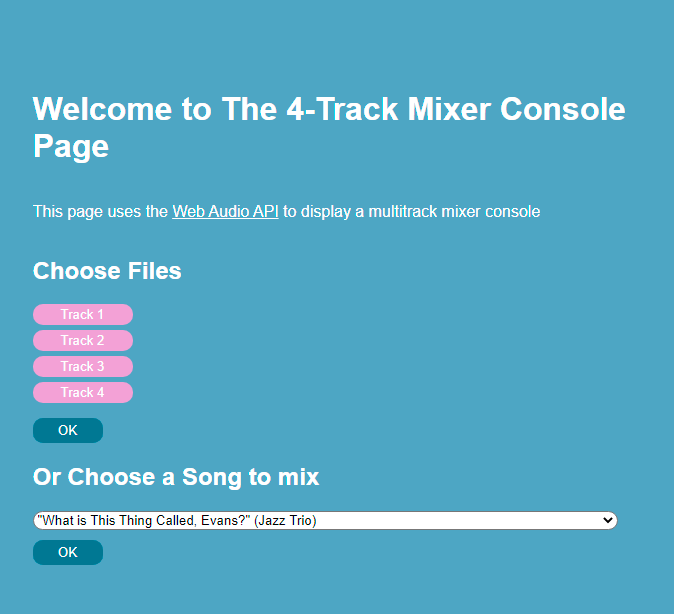 Welcome to The 4-Track Mixer Console
Page
This page uses the Web Audio API to display a multitrack mixer console
Choose Files
Track 1
Track 2
Track 3
Track 4
OK
Or Choose a Song to mix
"What is This Thing Called, Evans?" (Jazz Trio)
OK